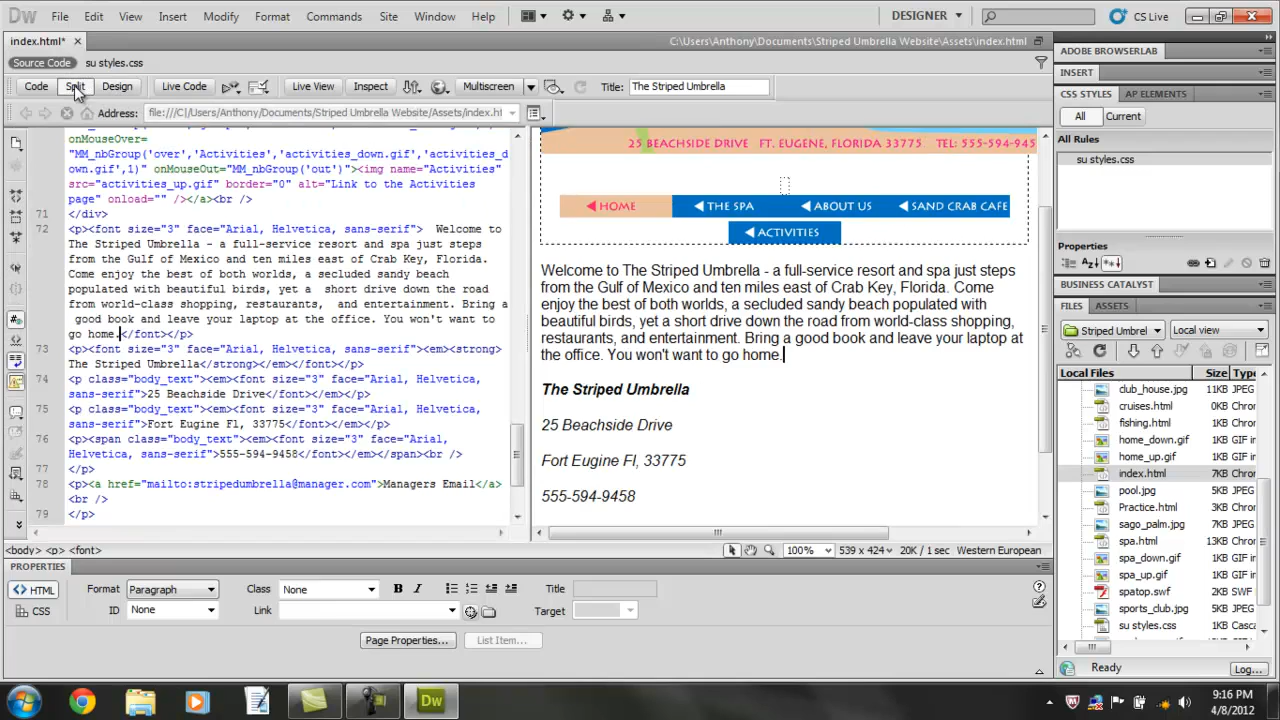 Dw File Edit View Insert Modify Format Commands Site Window Help DESIGNER CS Live
index.html* C:\Users\Anthony\Documents\Striped Umbrella Website\Assets\index.html
Source Code su styles.css
Code Split Design Live Code Live View Inspect Multiscreen Title: The Striped Umbrella
Address: file:///C|/Users/Anthony/Documents/Striped Umbrella Website/Assets/index.ht
onMouseOver=
"MM_nbGroup('over','Activities','activities_down.gif','activities_d
own.gif',1)" onMouseOut="MM_nbGroup('out')"><img name="Activities"
src="activities_up.gif" border="0" alt="Link to the Activities
page" onload="" /></a><br />
71 </div>
72 <p><font size="3" face="Arial, Helvetica, sans-serif">  Welcome to
The Striped Umbrella - a full-service resort and spa just steps
from the Gulf of Mexico and ten miles east of Crab Key, Florida.
Come enjoy the best of both worlds, a secluded sandy beach
populated with beautiful birds, yet a  short drive down the road
from world-class shopping, restaurants,  and entertainment. Bring a
good book and leave your laptop at the office. You won't want to
go home.</font></p>
73 <p><font size="3" face="Arial, Helvetica, sans-serif"><em><strong>
The Striped Umbrella</strong></em></font></p>
74 <p class="body_text"><em><font size="3" face="Arial, Helvetica,
sans-serif">25 Beachside Drive</font></em></p>
75 <p class="body_text"><em><font size="3" face="Arial, Helvetica,
sans-serif">Fort Eugine Fl, 33775</font></em></p>
76 <p><span class="body_text"><em><font size="3" face="Arial,
Helvetica, sans-serif">555-594-9458</font></em></span><br />
77 </p>
78 <p><a href="mailto:stripedumbrella@manager.com">Managers Email</a>
<br />
79 </p>
25 BEACHSIDE DRIVE FT. EUGENE, FLORIDA 33775 TEL: 555-594-945
HOME THE SPA ABOUT US SAND CRAB CAFE
ACTIVITIES
Welcome to The Striped Umbrella - a full-service resort and spa just steps
from the Gulf of Mexico and ten miles east of Crab Key, Florida. Come
enjoy the best of both worlds, a secluded sandy beach populated with
beautiful birds, yet a short drive down the road from world-class shopping,
restaurants, and entertainment. Bring a good book and leave your laptop at
the office. You won't want to go home.
The Striped Umbrella
25 Beachside Drive
Fort Eugine Fl, 33775
555-594-9458
<body> <p> <font> 100% 539 x 424 20K / 1 sec Western European
PROPERTIES
HTML Format Paragraph Class None B I Title
CSS ID None Link Target
Page Properties... List Item...
ADOBE BROWSERLAB
INSERT
CSS STYLES AP ELEMENTS
All Current
All Rules
su styles.css
Properties
BUSINESS CATALYST
FILES ASSETS
Striped Umbrel Local view
Local Files Size Type
club_house.jpg 11KB JPEG
cruises.html 0KB Chror
fishing.html 1KB Chror
home_down.gif 1KB GIF in
home_up.gif 1KB GIF in
index.html 7KB Chror
pool.jpg 5KB JPEG
Practice.html 7KB Chror
sago_palm.jpg 7KB JPEG
spa.html 13KB Chror
spa_down.gif 1KB GIF in
spa_up.gif 1KB GIF in
spatop.swf 2KB SWF
sports_club.jpg 1KB JPEG
su styles.css 1KB Casca
Ready Log...
Dw
9:16 PM
4/8/2012